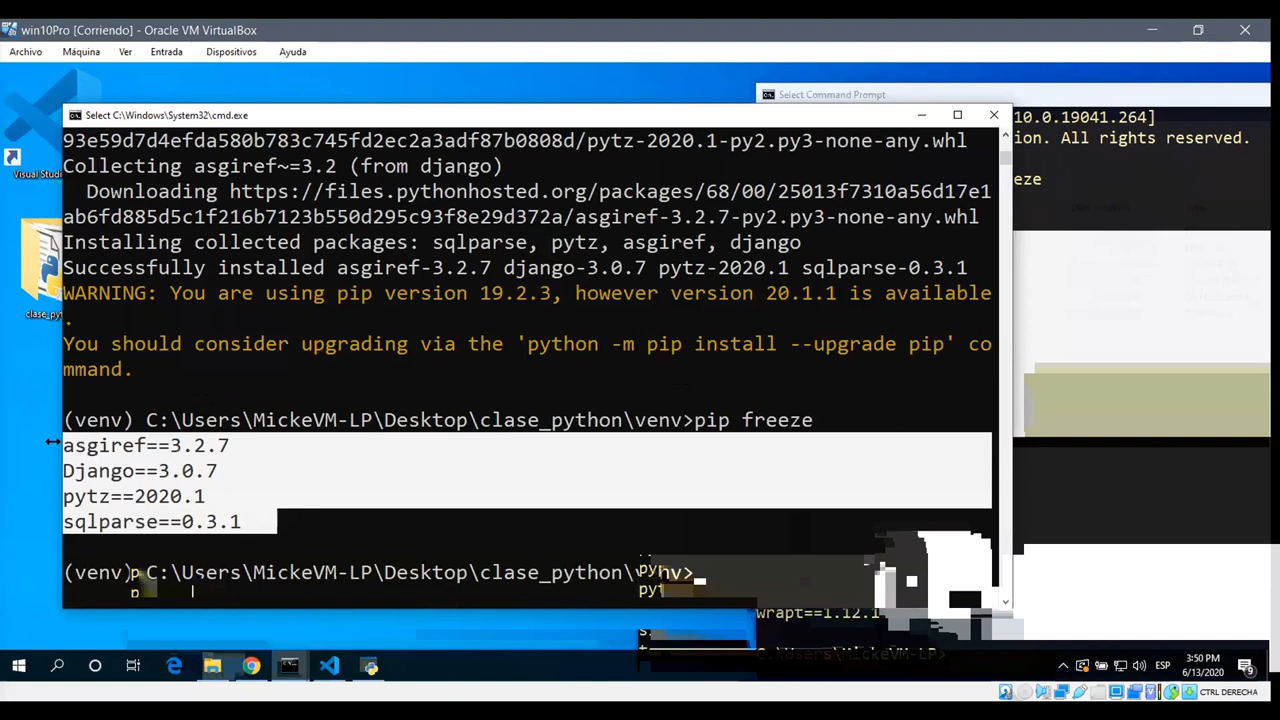 win10Pro [Corriendo] - Oracle VM VirtualBox
Archivo Máquina Ver Entrada Dispositivos Ayuda
Select Command Prompt
Select C:\Windows\System32\cmd.exe
10.0.19041.264]
ion. All rights reserved.
eze
93e59d7d4efda580b783c745fd2ec2a3adf87b0808d/pytz-2020.1-py2.py3-none-any.whl
Collecting asgiref~=3.2 (from django)
Downloading https://files.pythonhosted.org/packages/68/00/25013f7310a56d17e1
ab6fd885d5c1f216b7123b550d295c93f8e29d372a/asgiref-3.2.7-py2.py3-none-any.whl
Installing collected packages: sqlparse, pytz, asgiref, django
Successfully installed asgiref-3.2.7 django-3.0.7 pytz-2020.1 sqlparse-0.3.1
WARNING: You are using pip version 19.2.3, however version 20.1.1 is available
.
You should consider upgrading via the 'python -m pip install --upgrade pip' co
mmand.
(venv) C:\Users\MickeVM-LP\Desktop\clase_python\venv>pip freeze
asgiref==3.2.7
Django==3.0.7
pytz==2020.1
sqlparse==0.3.1
(venv) C:\Users\MickeVM-LP\Desktop\clase_python\v nv>
Visual Studi
clase_pyt
wrapt==1.12.1
C:\Users\MickeVM-LP>
ESP
3:50 PM
6/13/2020
9
CTRL DERECHA